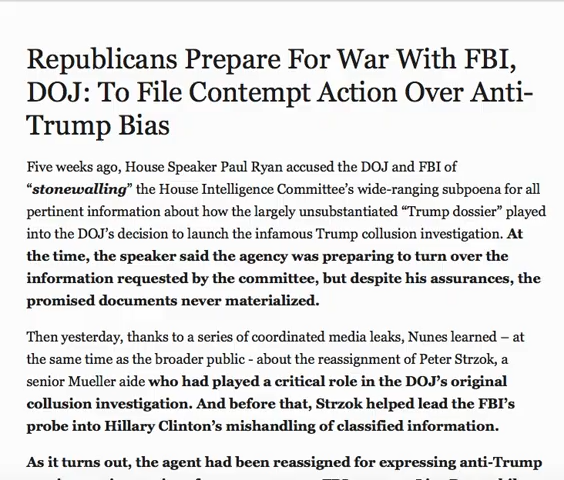 Republicans Prepare For War With FBI,
DOJ: To File Contempt Action Over Anti-
Trump Bias
Five weeks ago, House Speaker Paul Ryan accused the DOJ and FBI of
“stonewalling” the House Intelligence Committee’s wide-ranging subpoena for all
pertinent information about how the largely unsubstantiated “Trump dossier” played
into the DOJ’s decision to launch the infamous Trump collusion investigation. At
the time, the speaker said the agency was preparing to turn over the
information requested by the committee, but despite his assurances, the
promised documents never materialized.
Then yesterday, thanks to a series of coordinated media leaks, Nunes learned – at
the same time as the broader public - about the reassignment of Peter Strzok, a
senior Mueller aide who had played a critical role in the DOJ’s original
collusion investigation. And before that, Strzok helped lead the FBI’s
probe into Hillary Clinton’s mishandling of classified information.
As it turns out, the agent had been reassigned for expressing anti-Trump